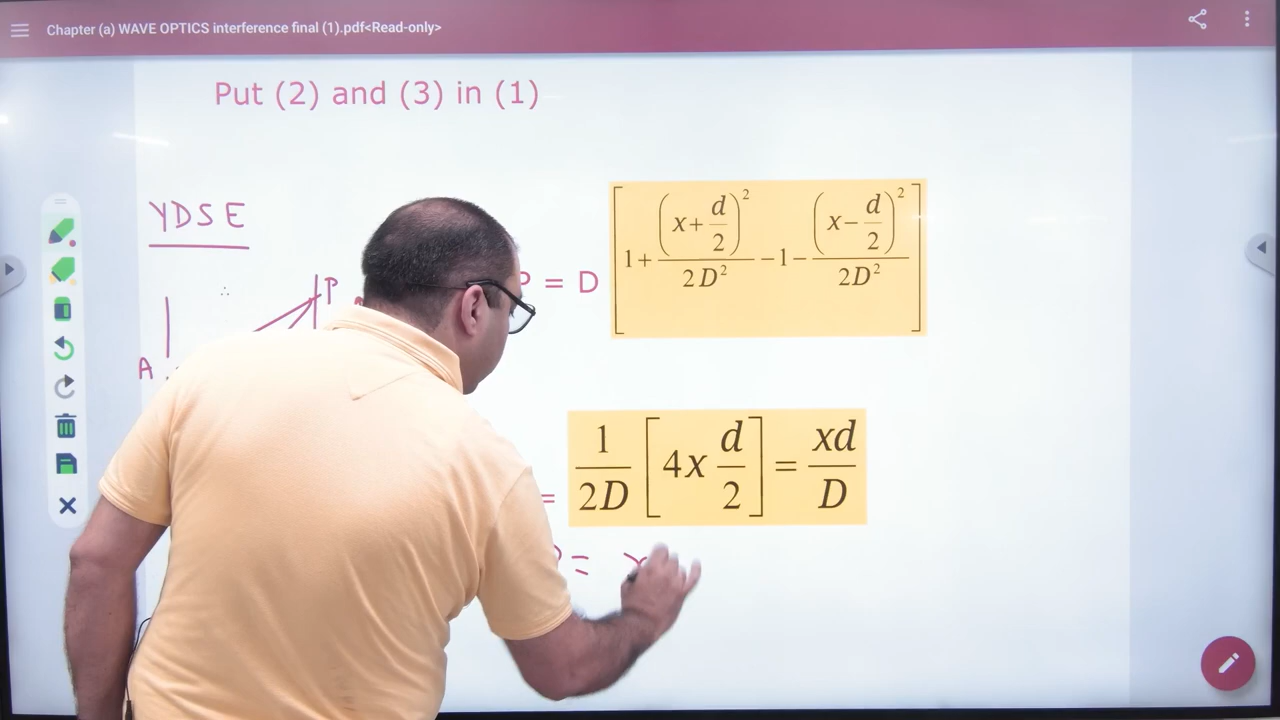 Chapter (a) WAVE OPTICS interference final (1).pdf<Read-only>
Put (2) and (3) in (1)
YDSE
P
A
= D [1 + (x + d/2)² / 2D² − 1 − (x − d/2)² / 2D²]
= 1/2D [4x d/2] = xd/D
= x